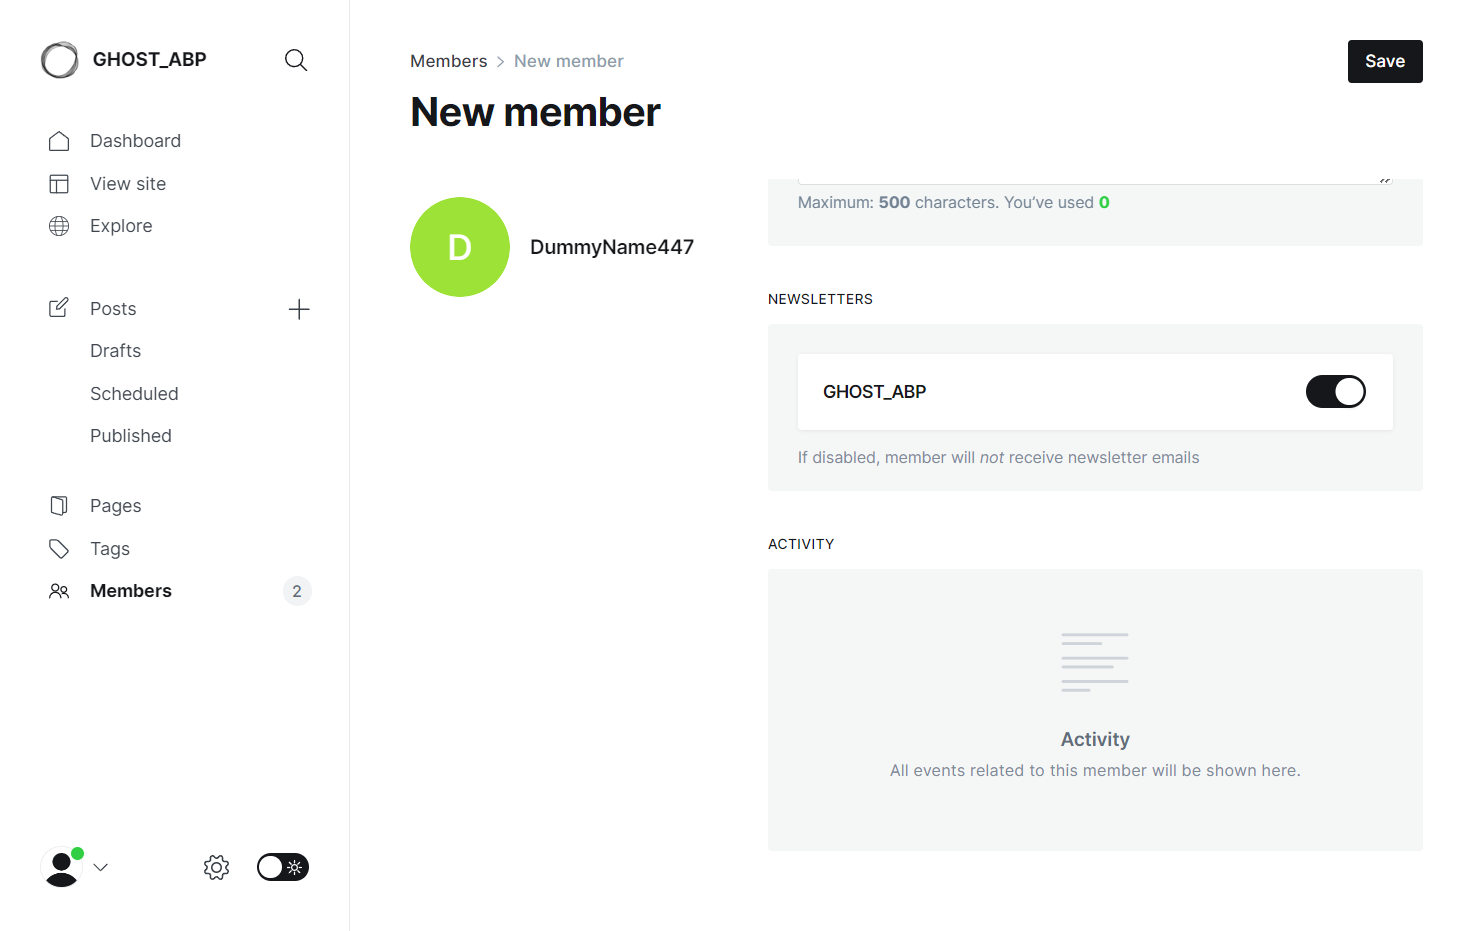 GHOST_ABP
Dashboard
View site
Explore
Posts
Drafts
Scheduled
Published
Pages
Tags
Members
2
Members > New member
Save
New member
D
DummyName447
Maximum: 500 characters. You’ve used 0
NEWSLETTERS
GHOST_ABP
If disabled, member will not receive newsletter emails
ACTIVITY
Activity
All events related to this member will be shown here.